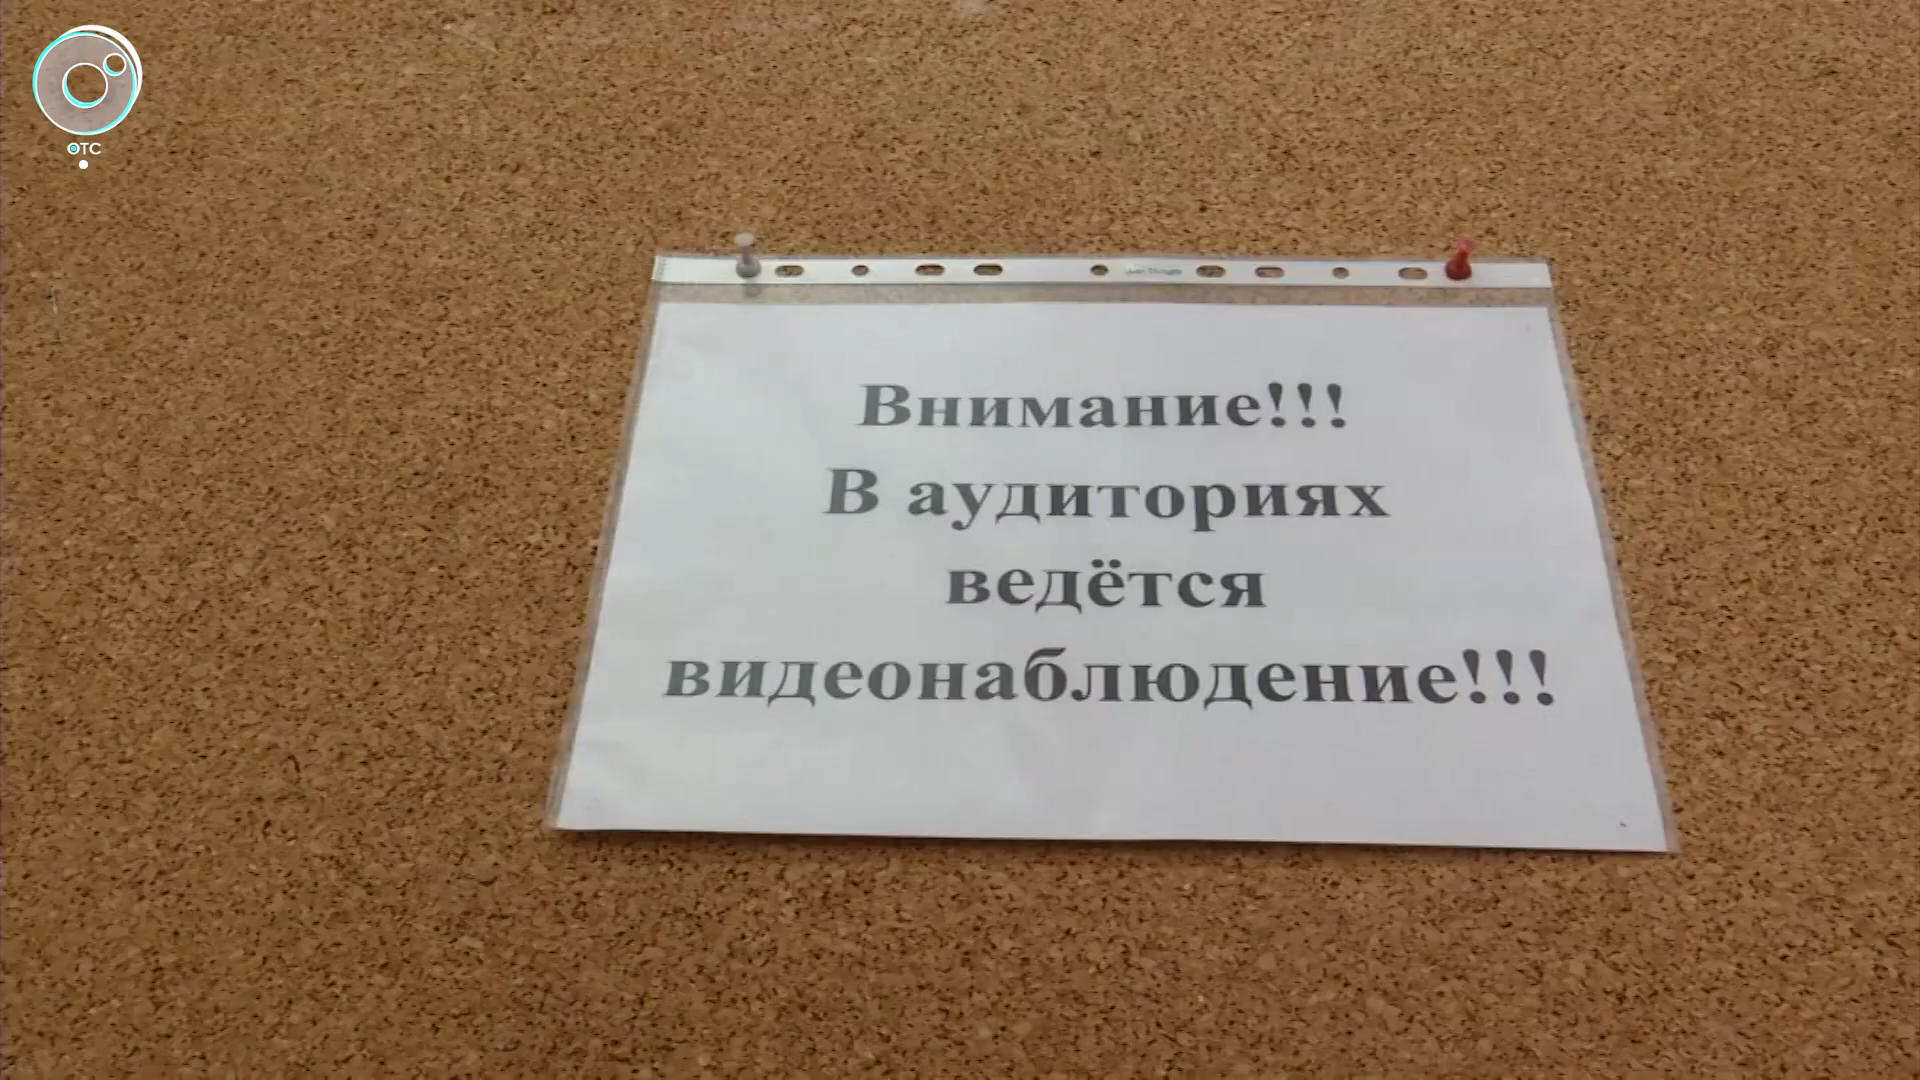 ОТС
Внимание!!!
В аудиториях
ведётся
видеонаблюдение!!!